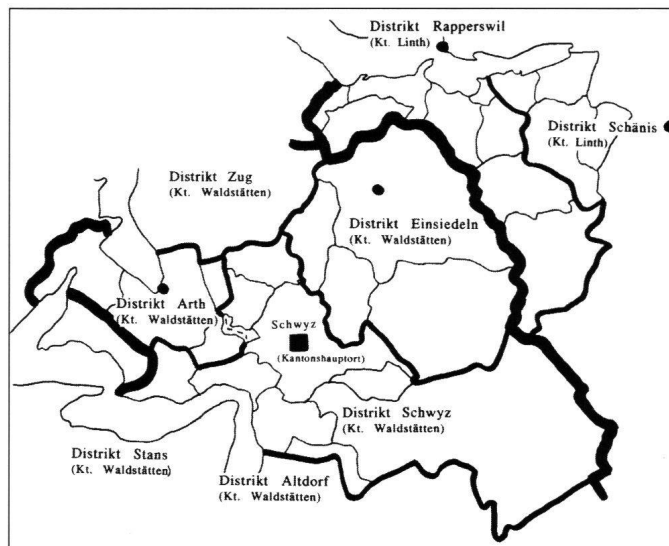 Distrikt Rapperswil
(Kt. Linth)
Distrikt Schänis
(Kt. Linth)
Distrikt Zug
(Kt. Waldstätten)
Distrikt Einsiedeln
(Kt. Waldstätten)
Distrikt Arth
(Kt. Waldstätten)
Schwyz
(Kantonshauptort)
Distrikt Schwyz
(Kt. Waldstätten)
Distrikt Stans
(Kt. Waldstätten)
Distrikt Altdorf
(Kt. Waldstätten)